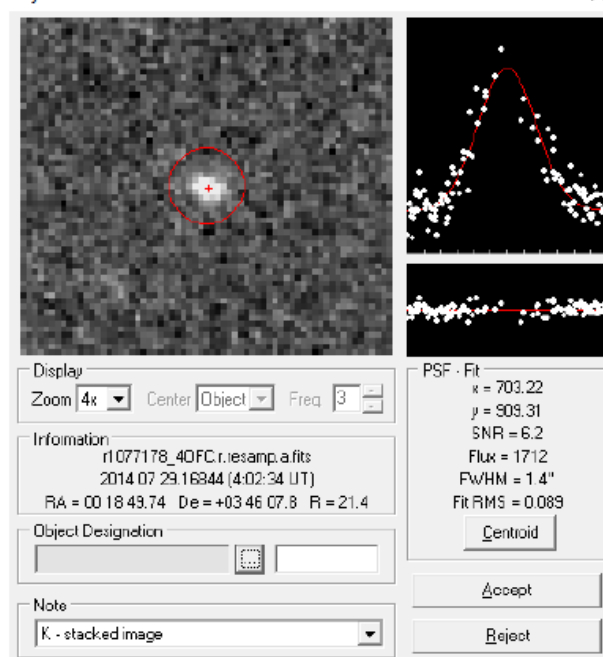 Display
Zoom 4x Center Object Freq. 3
Information
r1077178_4OFC.r.resamp.a.fits
2014 07 29.16844 (4:02:34 UT)
RA = 00 18 49.74 De = +03 46 07.8 R = 21.4
Object Designation
...
Note
K - stacked image
PSF - Fit
x = 703.22
y = 909.31
SNR = 6.2
Flux = 1712
FWHM = 1.4"
Fit RMS = 0.089
Centroid
Accept
Reject